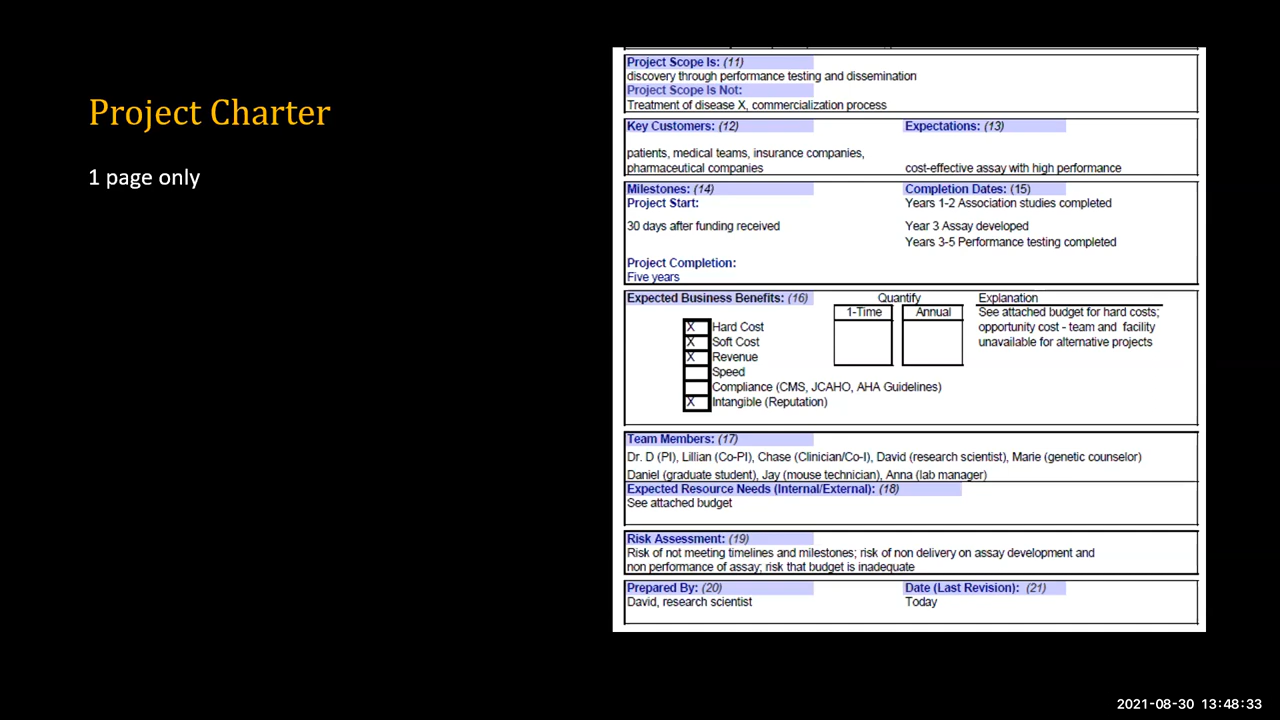 Project Charter
1 page only
Project Scope Is: (11)
discovery through performance testing and dissemination
Project Scope Is Not:
Treatment of disease X, commercialization process
Key Customers: (12)
Expectations: (13)
patients, medical teams, insurance companies,
pharmaceutical companies
cost-effective assay with high performance
Milestones: (14)
Completion Dates: (15)
Project Start:
Years 1-2 Association studies completed
30 days after funding received
Year 3 Assay developed
Years 3-5 Performance testing completed
Project Completion:
Five years
Expected Business Benefits: (16)
Quantify
Explanation
1-Time
Annual
See attached budget for hard costs;
opportunity cost - team and facility
unavailable for alternative projects
X Hard Cost
X Soft Cost
X Revenue
Speed
Compliance (CMS, JCAHO, AHA Guidelines)
X Intangible (Reputation)
Team Members: (17)
Dr. D (PI), Lillian (Co-PI), Chase (Clinician/Co-I), David (research scientist), Marie (genetic counselor)
Daniel (graduate student), Jay (mouse technician), Anna (lab manager)
Expected Resource Needs (Internal/External): (18)
See attached budget
Risk Assessment: (19)
Risk of not meeting timelines and milestones; risk of non delivery on assay development and
non performance of assay; risk that budget is inadequate
Prepared By: (20)
Date (Last Revision): (21)
David, research scientist
Today
2021-08-30 13:48:33